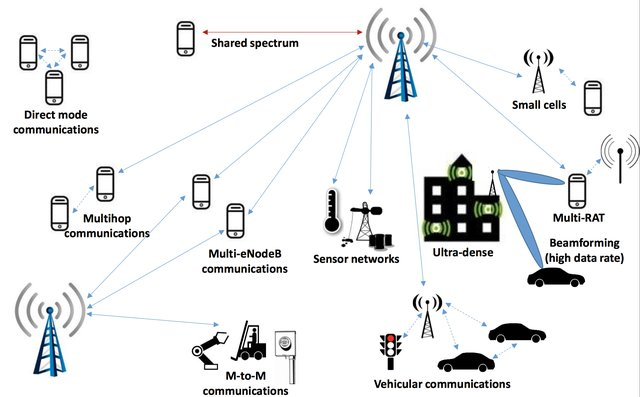 Shared spectrum
Direct mode
communications
Small cells
Multihop
communications
Multi-eNodeB
communications
Sensor networks
Ultra-dense
Multi-RAT
Beamforming
(high data rate)
M-to-M
communications
Vehicular communications